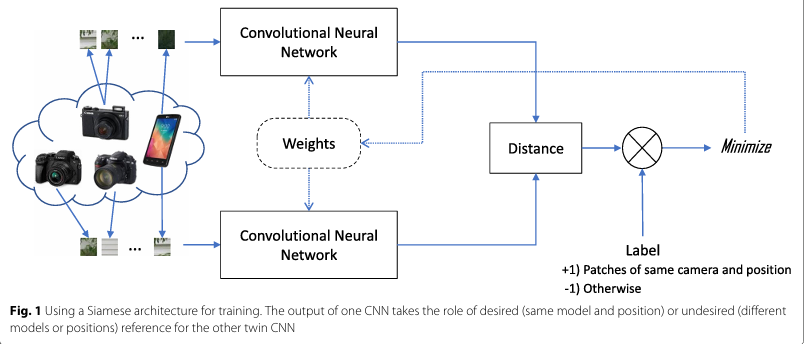 ...
Convolutional Neural
Network
Weights
Distance
Minimize
...
Convolutional Neural
Network
Label
+1) Patches of same camera and position
-1) Otherwise
Fig. 1 Using a Siamese architecture for training. The output of one CNN takes the role of desired (same model and position) or undesired (different
models or positions) reference for the other twin CNN